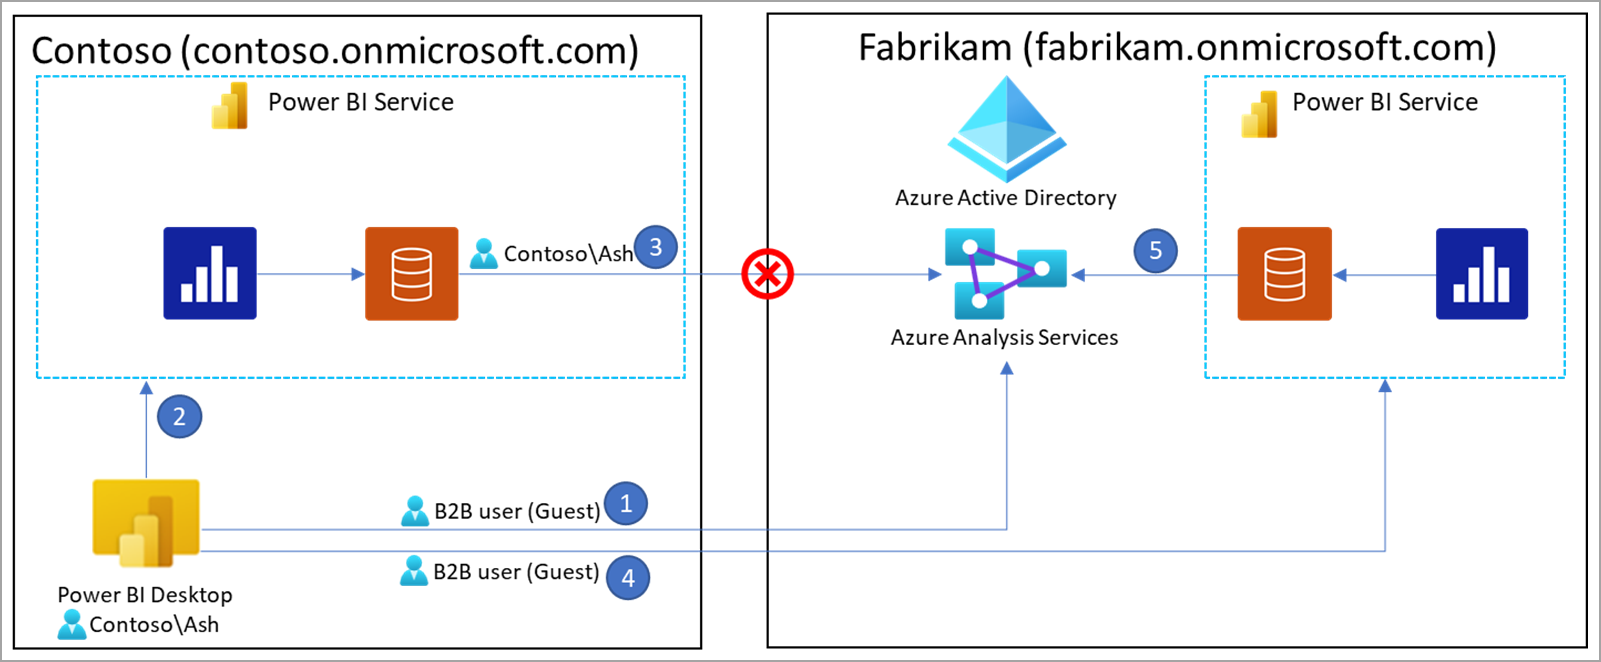 Contoso (contoso.onmicrosoft.com)
Power BI Service
Contoso\Ash
3
2
B2B user (Guest)
1
B2B user (Guest)
4
Power BI Desktop
Contoso\Ash
Fabrikam (fabrikam.onmicrosoft.com)
Power BI Service
Azure Active Directory
5
Azure Analysis Services